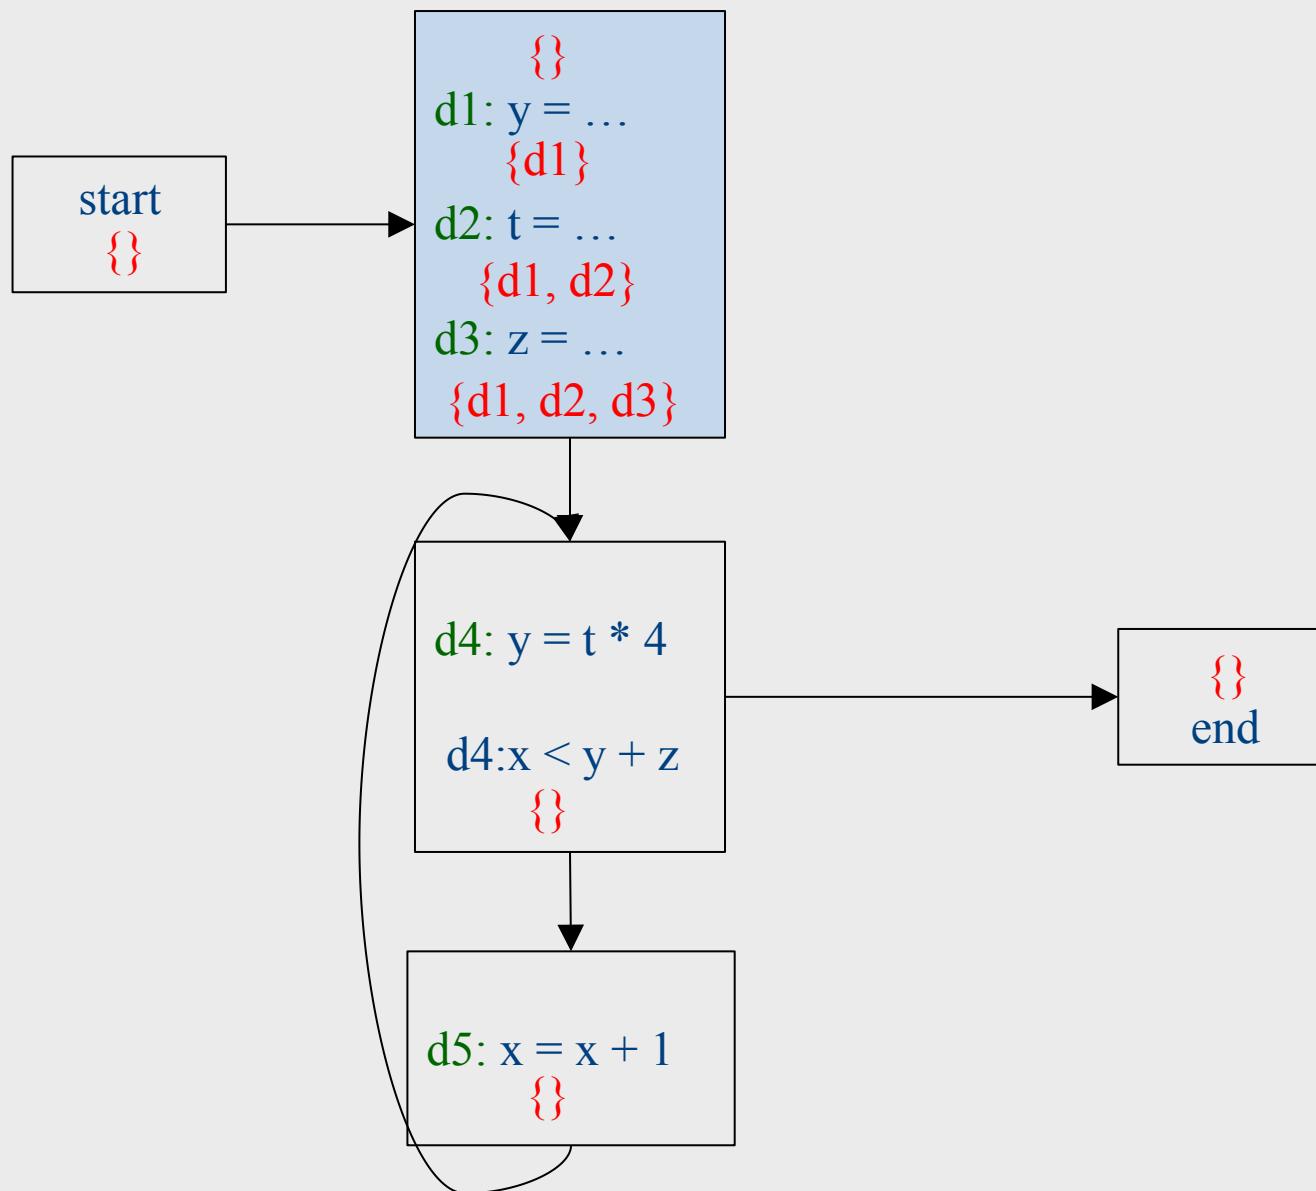 start
{}
{}
d1: y = …
{d1}
d2: t = …
{d1, d2}
d3: z = …
{d1, d2, d3}
d4: y = t * 4
d4:x < y + z
{}
{}
end
d5: x = x + 1
{}